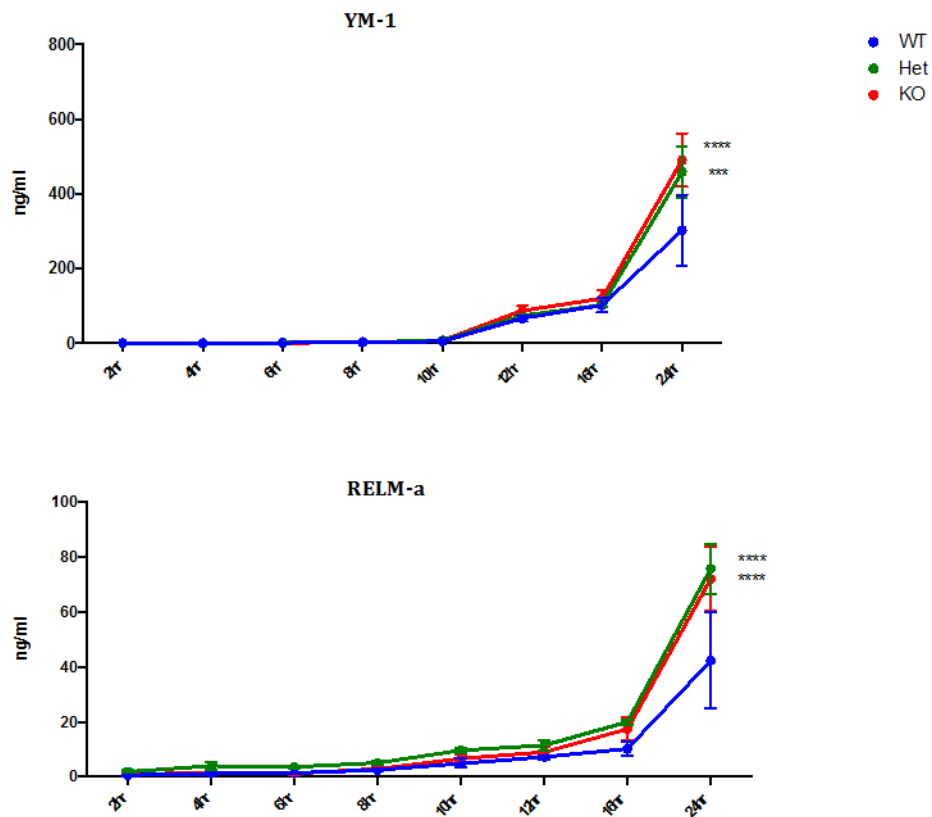 YM-1
800
600
400
200
0
ng/ml
2hr
4hr
6hr
8hr
10hr
12hr
16hr
24hr
WT
Het
KO
****
***
RELM-a
100
80
60
40
20
0
ng/ml
2hr
4hr
6hr
8hr
10hr
12hr
16hr
24hr
****
****